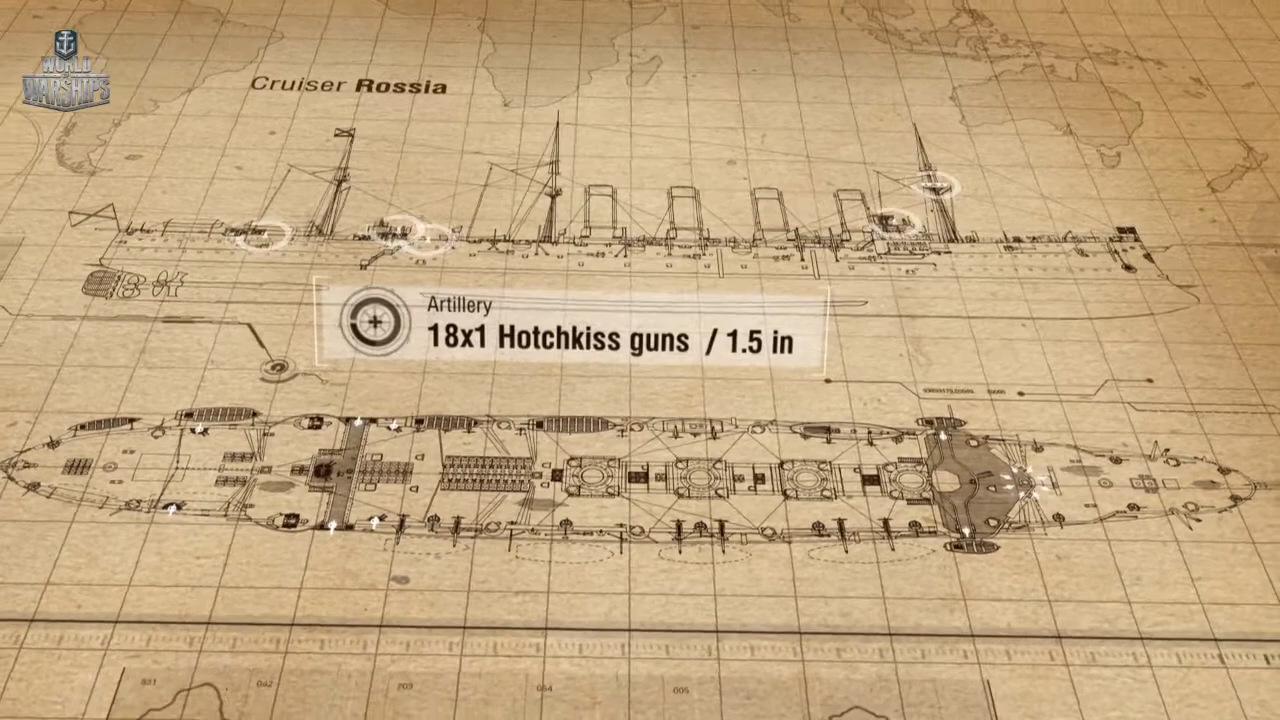 WORLD
OF
WARSHIPS
Cruiser Rossia
Artillery
18x1 Hotchkiss guns / 1.5 in